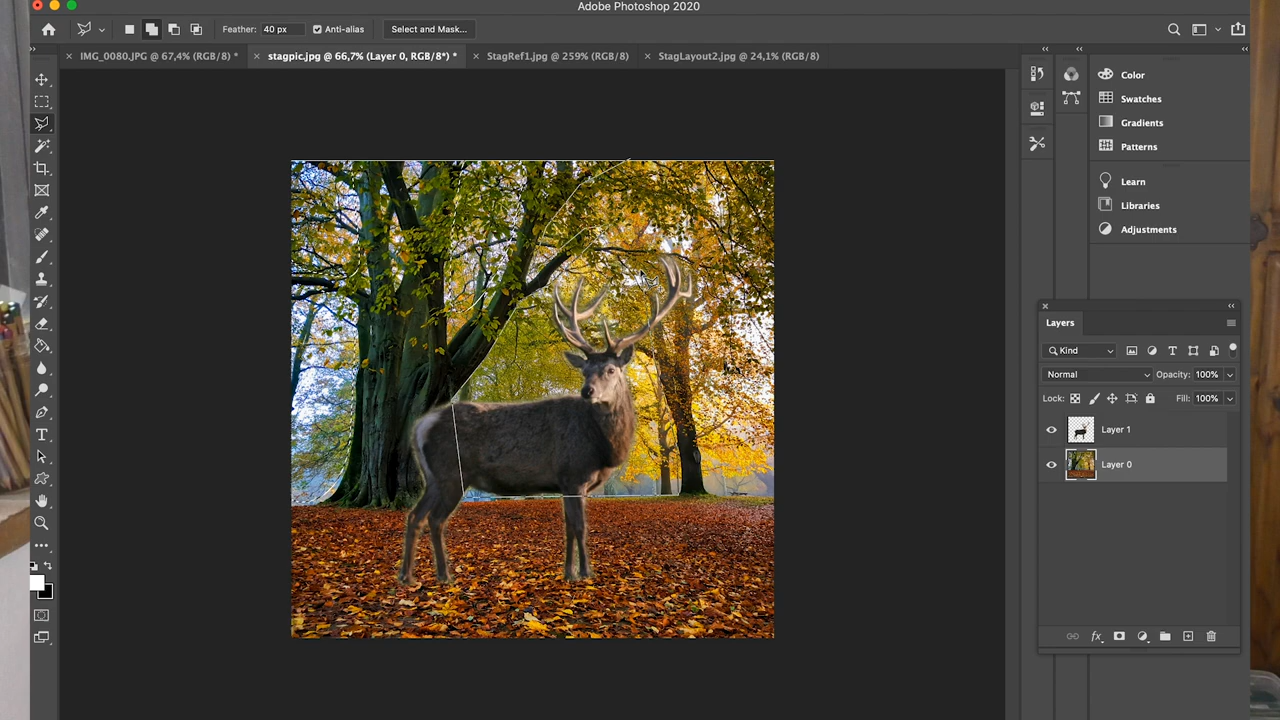 Adobe Photoshop 2020
Feather: 40 px
Anti-alias
Select and Mask...
IMG_0080.JPG @ 67,4% (RGB/8) *
stagpic.jpg @ 66,7% (Layer 0, RGB/8*) *
StagRef1.jpg @ 259% (RGB/8)
StagLayout2.jpg @ 24,1% (RGB/8)
Color
Swatches
Gradients
Patterns
Learn
Libraries
Adjustments
Layers
Kind
Normal
Opacity: 100%
Lock:
Fill: 100%
Layer 1
Layer 0